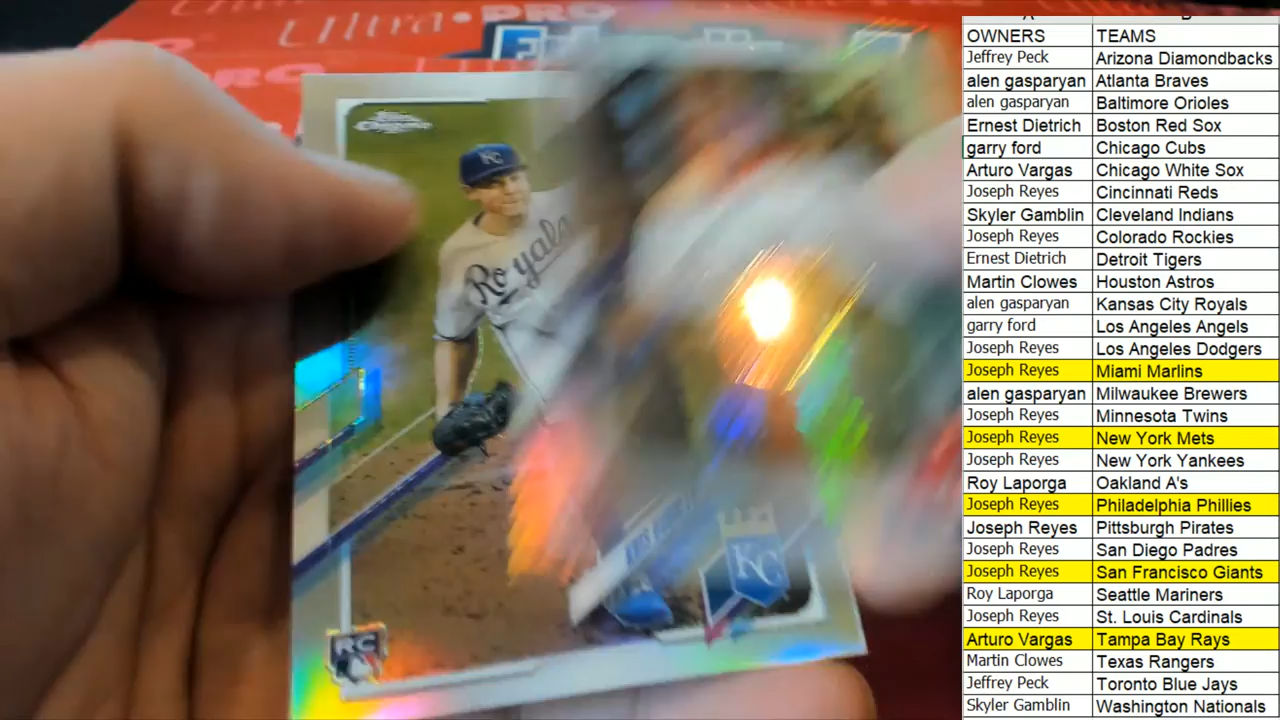 Ultra • PRO
PRO
Topps
Chrome
KC
Royals
KC
RC
A B
OWNERS TEAMS
Jeffrey Peck Arizona Diamondbacks
alen gasparyan Atlanta Braves
alen gasparyan Baltimore Orioles
Ernest Dietrich Boston Red Sox
garry ford Chicago Cubs
Arturo Vargas Chicago White Sox
Joseph Reyes Cincinnati Reds
Skyler Gamblin Cleveland Indians
Joseph Reyes Colorado Rockies
Ernest Dietrich Detroit Tigers
Martin Clowes Houston Astros
alen gasparyan Kansas City Royals
garry ford Los Angeles Angels
Joseph Reyes Los Angeles Dodgers
Joseph Reyes Miami Marlins
alen gasparyan Milwaukee Brewers
Joseph Reyes Minnesota Twins
Joseph Reyes New York Mets
Joseph Reyes New York Yankees
Roy Laporga Oakland A's
Joseph Reyes Philadelphia Phillies
Joseph Reyes Pittsburgh Pirates
Joseph Reyes San Diego Padres
Joseph Reyes San Francisco Giants
Roy Laporga Seattle Mariners
Joseph Reyes St. Louis Cardinals
Arturo Vargas Tampa Bay Rays
Martin Clowes Texas Rangers
Jeffrey Peck Toronto Blue Jays
Skyler Gamblin Washington Nationals